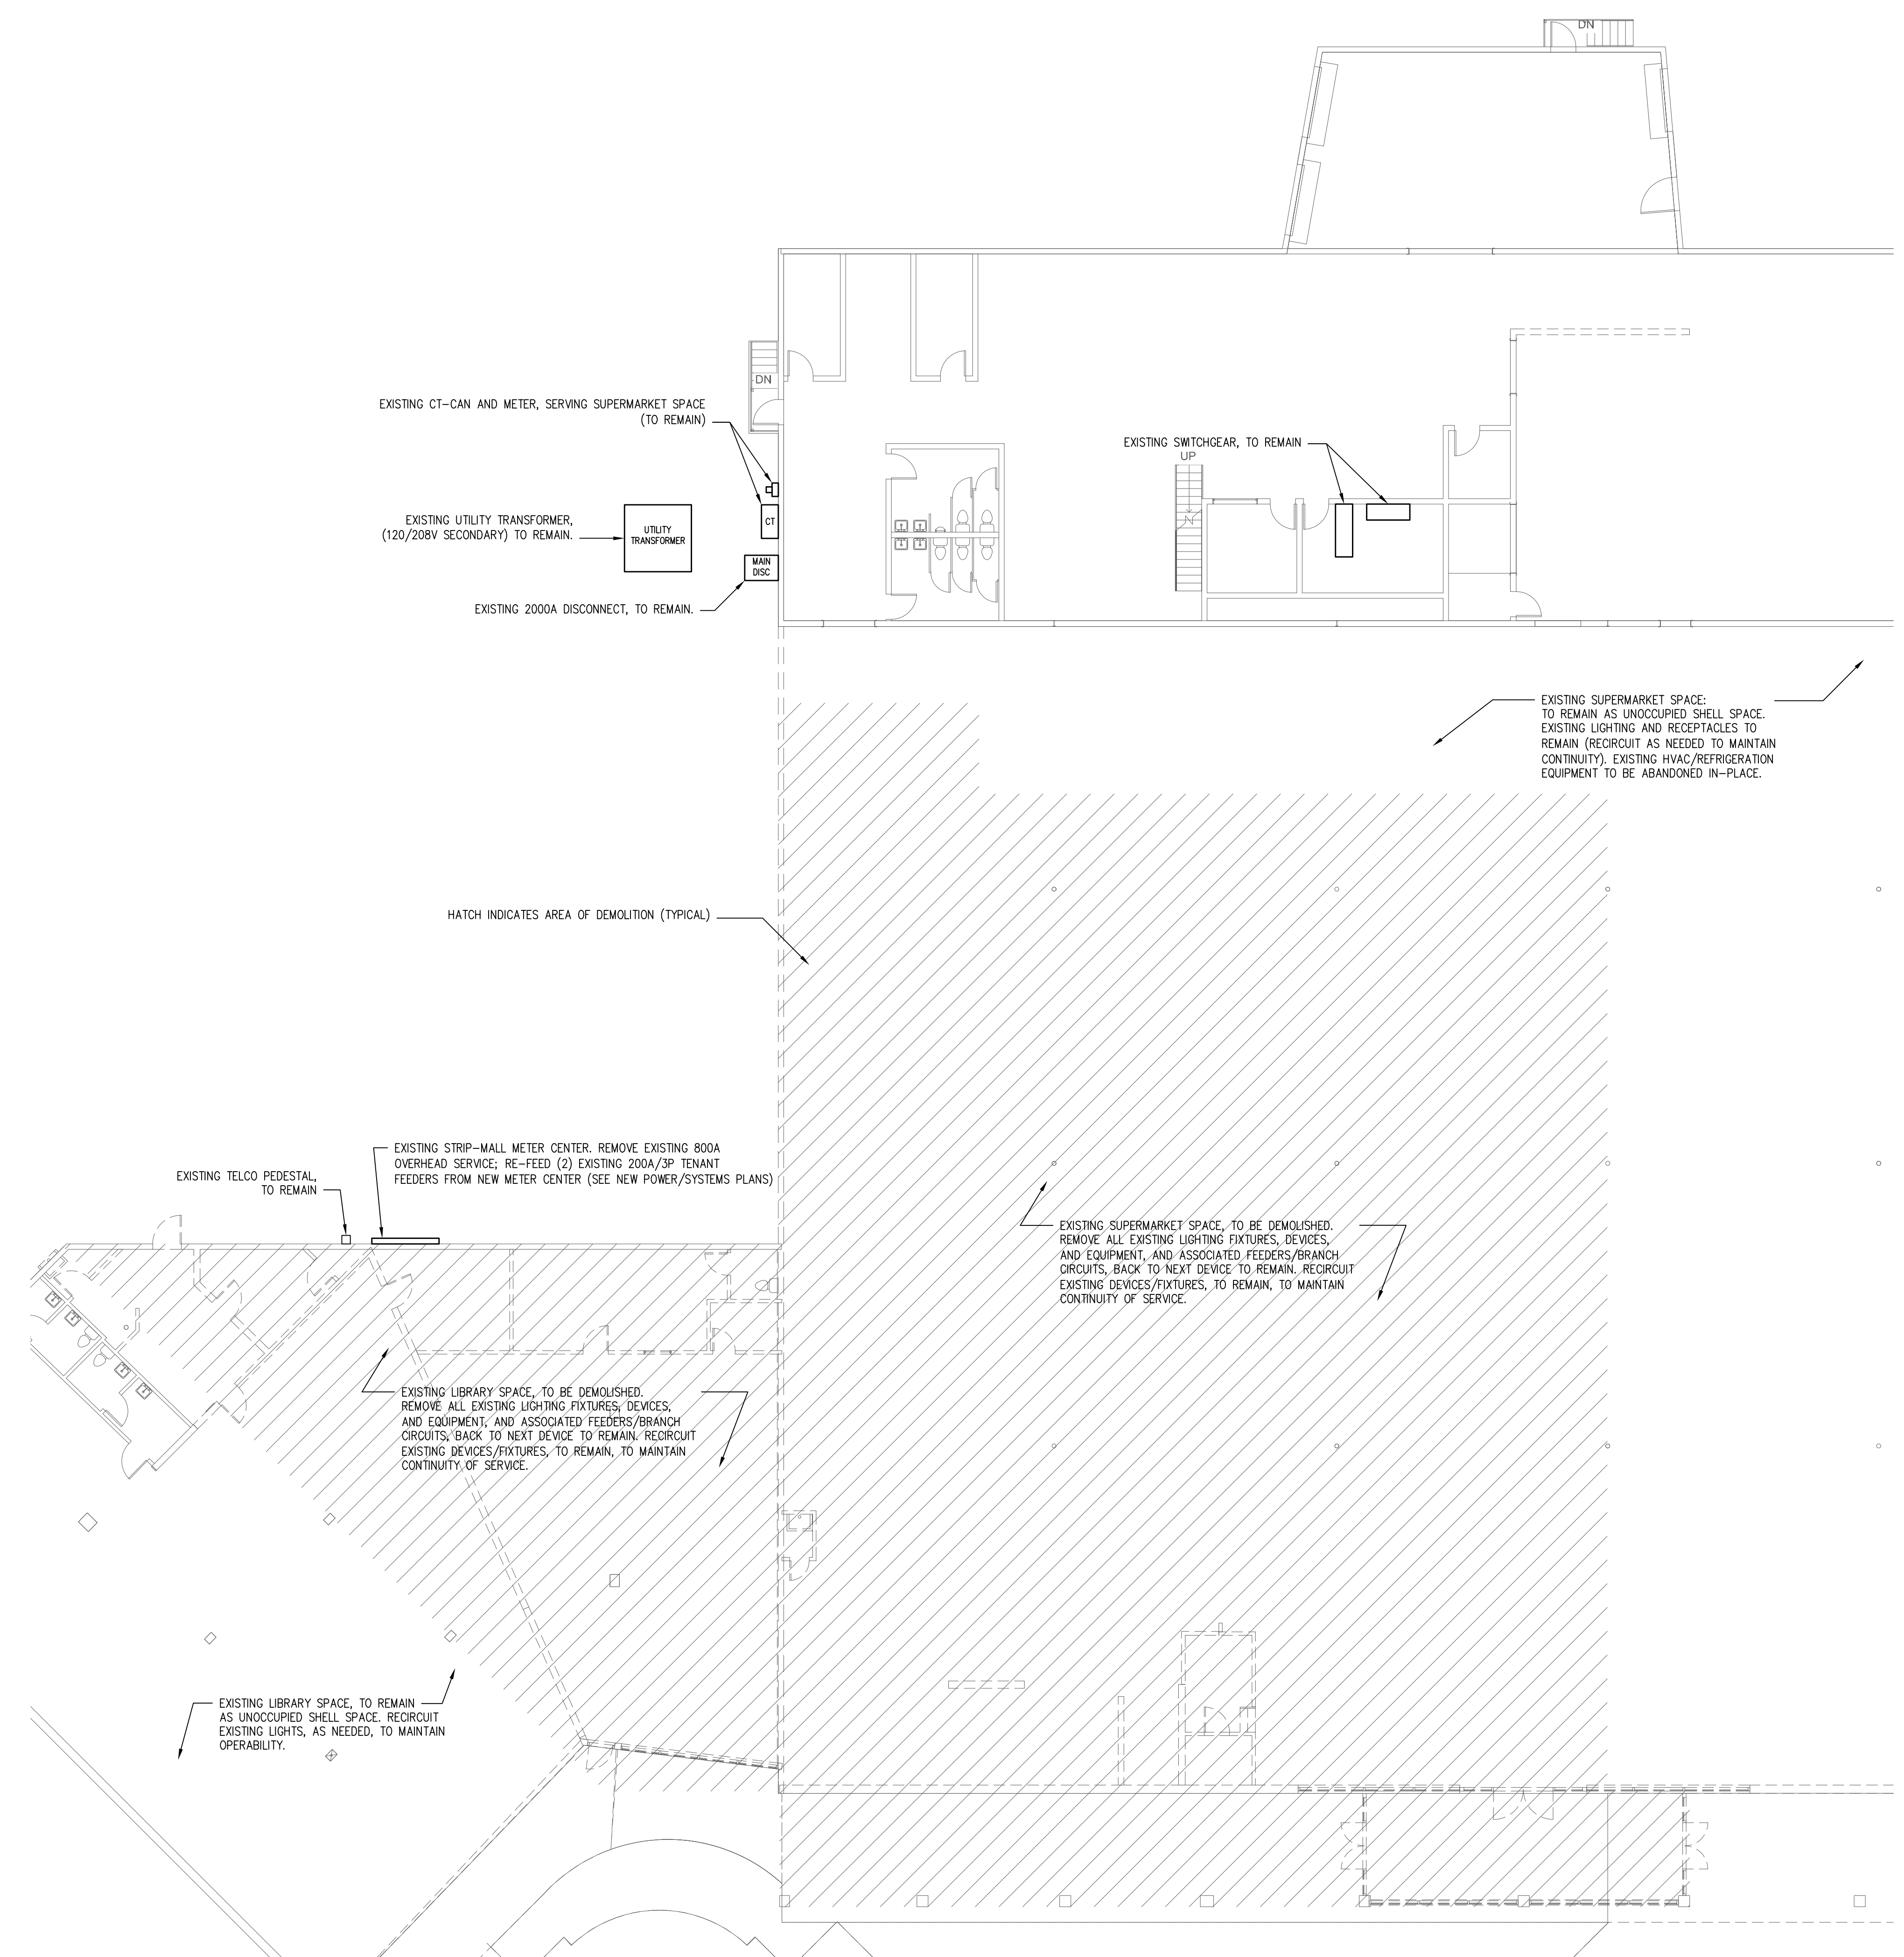 DN
DN
EXISTING CT-CAN AND METER, SERVING SUPERMARKET SPACE
(TO REMAIN)
EXISTING SWITCHGEAR, TO REMAIN
UP
EXISTING UTILITY TRANSFORMER,
(120/208V SECONDARY) TO REMAIN.
UTILITY
TRANSFORMER
CT
MAIN
DISC
EXISTING 2000A DISCONNECT, TO REMAIN.
EXISTING SUPERMARKET SPACE:
TO REMAIN AS UNOCCUPIED SHELL SPACE.
EXISTING LIGHTING AND RECEPTACLES TO
REMAIN (RECIRCUIT AS NEEDED TO MAINTAIN
CONTINUITY). EXISTING HVAC/REFRIGERATION
EQUIPMENT TO BE ABANDONED IN-PLACE.
HATCH INDICATES AREA OF DEMOLITION (TYPICAL)
EXISTING STRIP-MALL METER CENTER. REMOVE EXISTING 800A
OVERHEAD SERVICE; RE-FEED (2) EXISTING 200A/3P TENANT
FEEDERS FROM NEW METER CENTER (SEE NEW POWER/SYSTEMS PLANS)
EXISTING TELCO PEDESTAL,
TO REMAIN
EXISTING SUPERMARKET SPACE, TO BE DEMOLISHED.
REMOVE ALL EXISTING LIGHTING FIXTURES, DEVICES,
AND EQUIPMENT, AND ASSOCIATED FEEDERS/BRANCH
CIRCUITS, BACK TO NEXT DEVICE TO REMAIN. RECIRCUIT
EXISTING DEVICES/FIXTURES, TO REMAIN, TO MAINTAIN
CONTINUITY OF SERVICE.
EXISTING LIBRARY SPACE, TO BE DEMOLISHED.
REMOVE ALL EXISTING LIGHTING FIXTURES, DEVICES,
AND EQUIPMENT, AND ASSOCIATED FEEDERS/BRANCH
CIRCUITS, BACK TO NEXT DEVICE TO REMAIN. RECIRCUIT
EXISTING DEVICES/FIXTURES, TO REMAIN, TO MAINTAIN
CONTINUITY OF SERVICE.
EXISTING LIBRARY SPACE, TO REMAIN
AS UNOCCUPIED SHELL SPACE. RECIRCUIT
EXISTING LIGHTS, AS NEEDED, TO MAINTAIN
OPERABILITY.